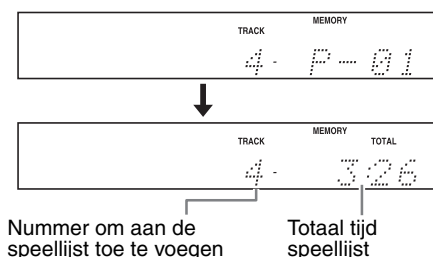 MEMORY
TRACK
4- P-01
MEMORY
TRACK TOTAL
4- 3:26
Nummer om aan de
speellijst toe te voegen
Totaal tijd
speellijst